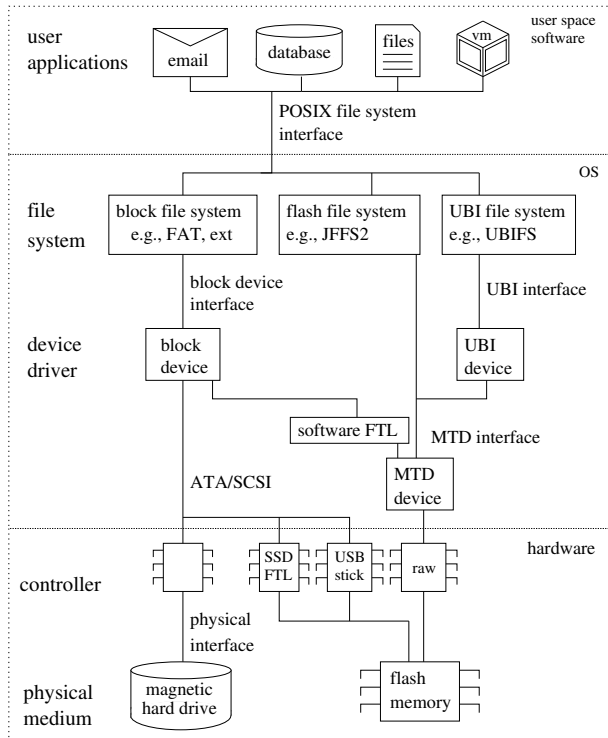 user
applications
email
database
files
vm
user space
software
POSIX file system
interface
OS
file
system
block file system
e.g., FAT, ext
flash file system
e.g., JFFS2
UBI file system
e.g., UBIFS
block device
interface
UBI interface
device
driver
block
device
UBI
device
software FTL
MTD interface
ATA/SCSI
MTD
device
hardware
controller
SSD
FTL
USB
stick
raw
physical
interface
physical
medium
magnetic
hard drive
flash
memory